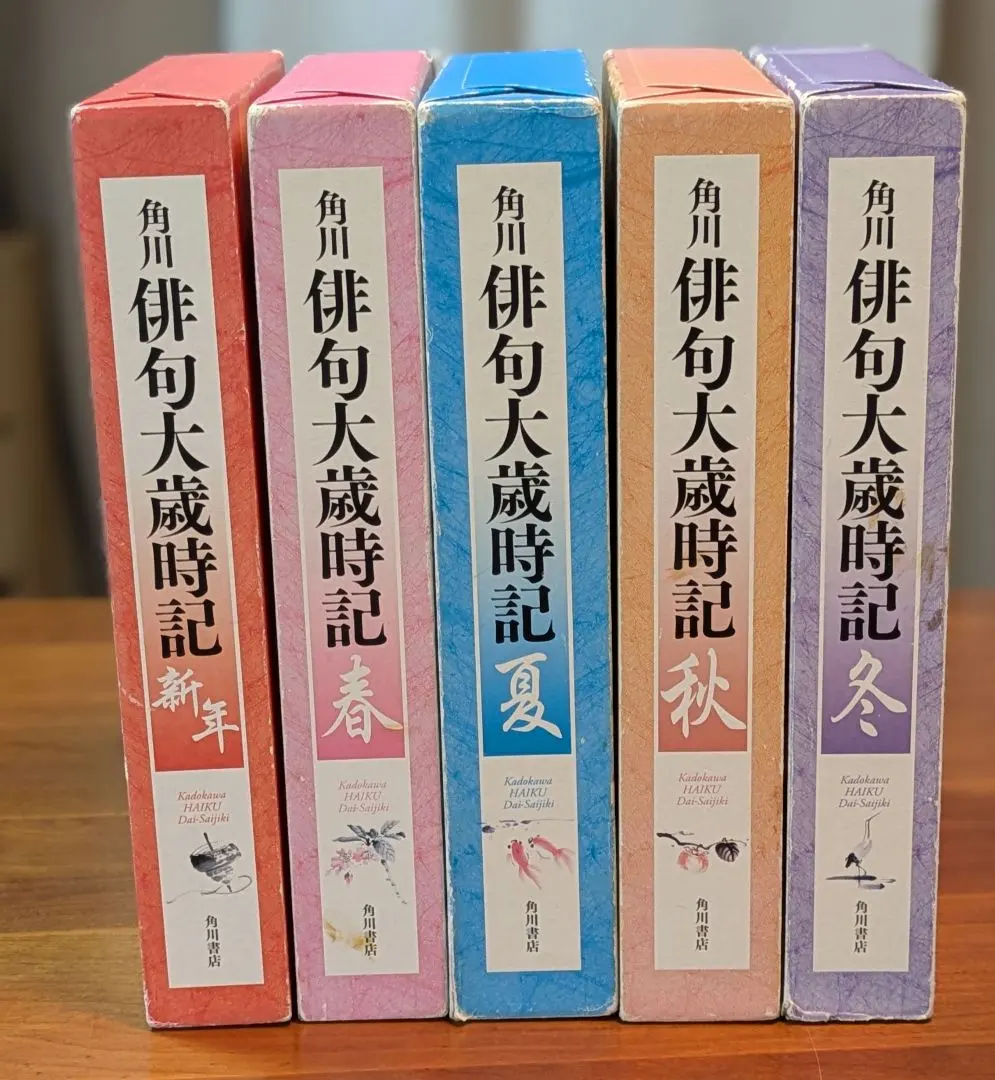 角川
俳句大歳時記
新年
Kadokawa
HAIKU
Dai-Saijiki
角川書店
角川
俳句大歳時記
春
Kadokawa
HAIKU
Dai-Saijiki
角川書店
角川
俳句大歳時記
夏
Kadokawa
HAIKU
Dai-Saijiki
角川書店
角川
俳句大歳時記
秋
Kadokawa
HAIKU
Dai-Saijiki
角川書店
角川
俳句大歳時記
冬
Kadokawa
HAIKU
Dai-Saijiki
角川書店